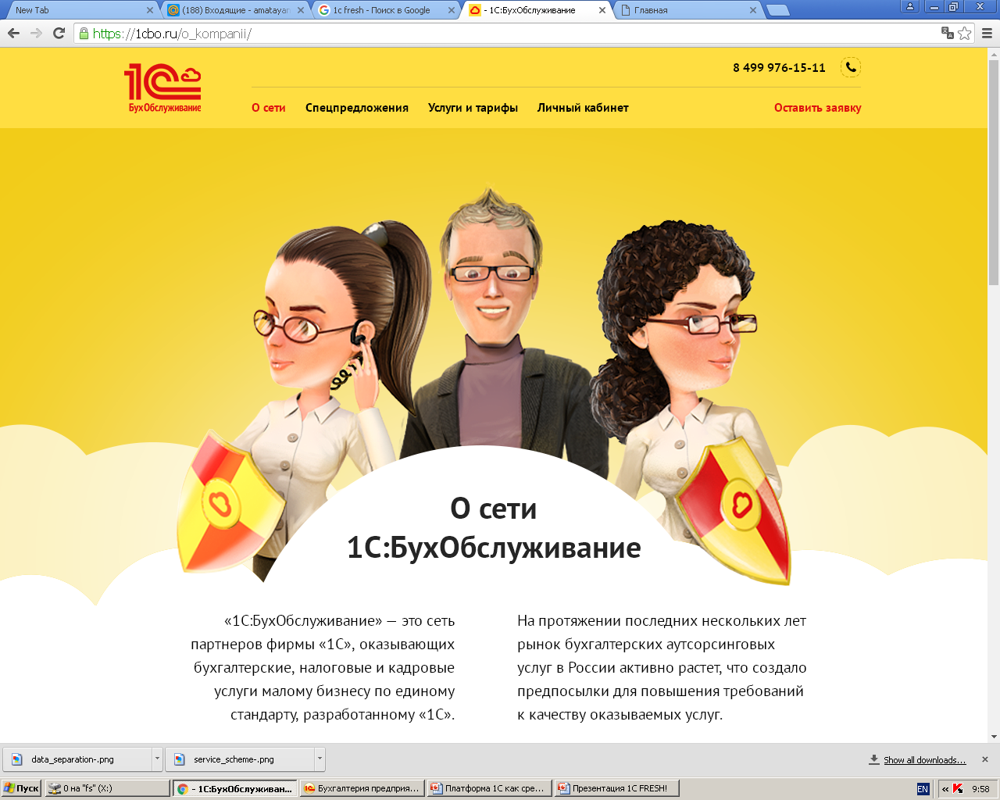 New Tab
(188) Входящие - amatayan
1c fresh - Поиск в Google
- 1С:БухОбслуживание
Главная
https://1cbo.ru/o_kompanii/
1С
БухОбслуживание
8 499 976-15-11
О сети
Спецпредложения
Услуги и тарифы
Личный кабинет
Оставить заявку
О сети
1С:БухОбслуживание
«1С:БухОбслуживание» — это сеть
партнеров фирмы «1С», оказывающих
бухгалтерские, налоговые и кадровые
услуги малому бизнесу по единому
стандарту, разработанному «1С».
На протяжении последних нескольких лет
рынок бухгалтерских аутсорсинговых
услуг в России активно растет, что создало
предпосылки для повышения требований
к качеству оказываемых услуг.
data_separation-.png
service_scheme-.png
Show all downloads...
Пуск
0 на "fs" (X:)
- 1С:БухОбслуживан...
Бухгалтерия предприя...
Платформа 1С как сре...
Презентация 1С FRESH!
EN
«
9:58